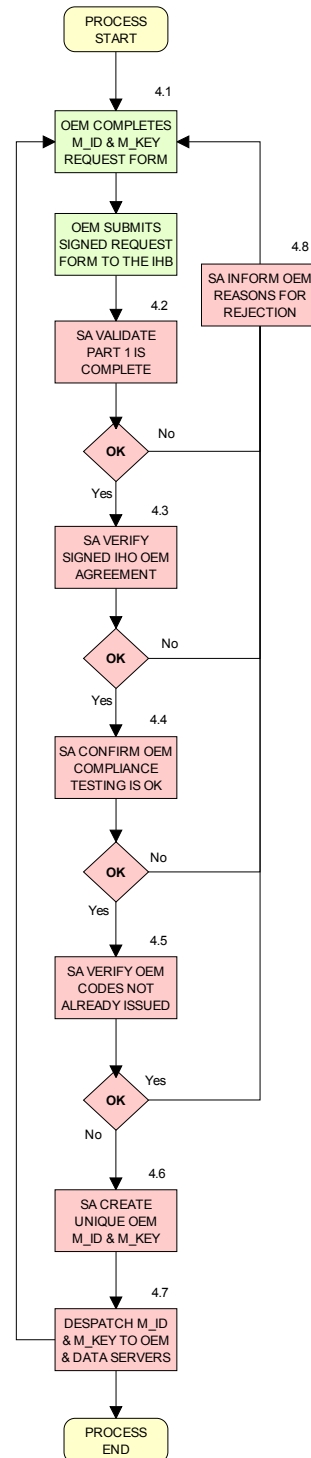 PROCESS
START
4.1
OEM COMPLETES
M_ID & M_KEY
REQUEST FORM
OEM SUBMITS
SIGNED REQUEST
FORM TO THE IHB
4.8
SA INFORM OEM
REASONS FOR
REJECTION
4.2
SA VALIDATE
PART 1 IS
COMPLETE
OK
No
Yes
4.3
SA VERIFY
SIGNED IHO OEM
AGREEMENT
OK
No
Yes
4.4
SA CONFIRM OEM
COMPLIANCE
TESTING IS OK
OK
No
Yes
4.5
SA VERIFY OEM
CODES NOT
ALREADY ISSUED
OK
Yes
No
4.6
SA CREATE
UNIQUE OEM
M_ID & M_KEY
4.7
DESPATCH M_ID
& M_KEY TO OEM
& DATA SERVERS
PROCESS
END